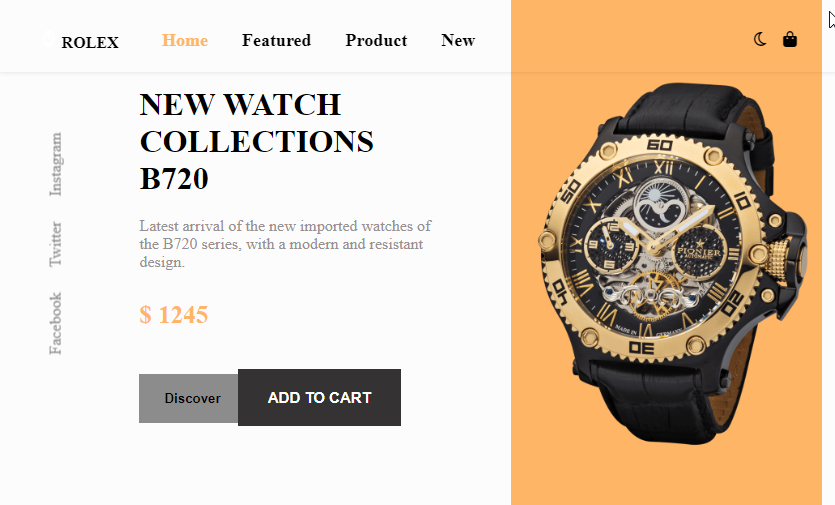 ROLEX
Home
Featured
Product
New
NEW WATCH
COLLECTIONS
B720
Latest arrival of the new imported watches of
the B720 series, with a modern and resistant
design.
$ 1245
Discover
ADD TO CART
Instagram
Twitter
Facebook
60
10
20
30
40
50
XII
PIONIER
MADE IN
GERMANY